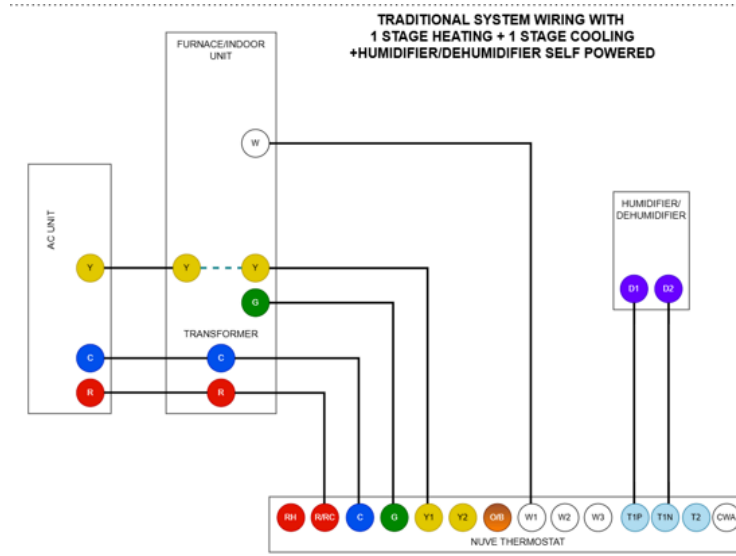 TRADITIONAL SYSTEM WIRING WITH
1 STAGE HEATING + 1 STAGE COOLING
+HUMIDIFIER/DEHUMIDIFIER SELF POWERED
FURNACE/INDOOR
UNIT
W
AC UNIT
HUMIDIFIER/
DEHUMIDIFIER
Y
Y
Y
D1
D2
G
TRANSFORMER
C
C
R
R
RH
R/RC
C
G
Y1
Y2
O/B
W1
W2
W3
T1P
T1N
T2
CWA
NUVE THERMOSTAT